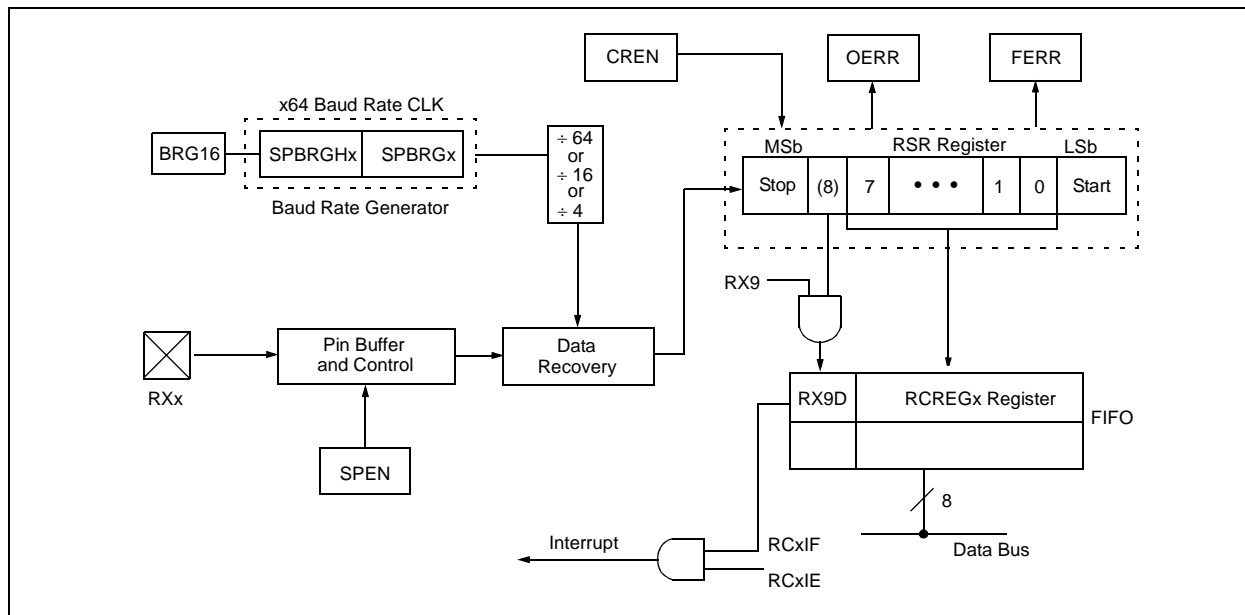 CREN
OERR
FERR
x64 Baud Rate CLK
BRG16
SPBRGHx
SPBRGx
Baud Rate Generator
÷ 64
or
÷ 16
or
÷ 4
MSb
RSR Register
LSb
Stop
(8)
7
• • •
1
0
Start
RX9
RXx
Pin Buffer
and Control
Data
Recovery
SPEN
RX9D
RCREGx Register
FIFO
8
Data Bus
Interrupt
RCxIF
RCxIE